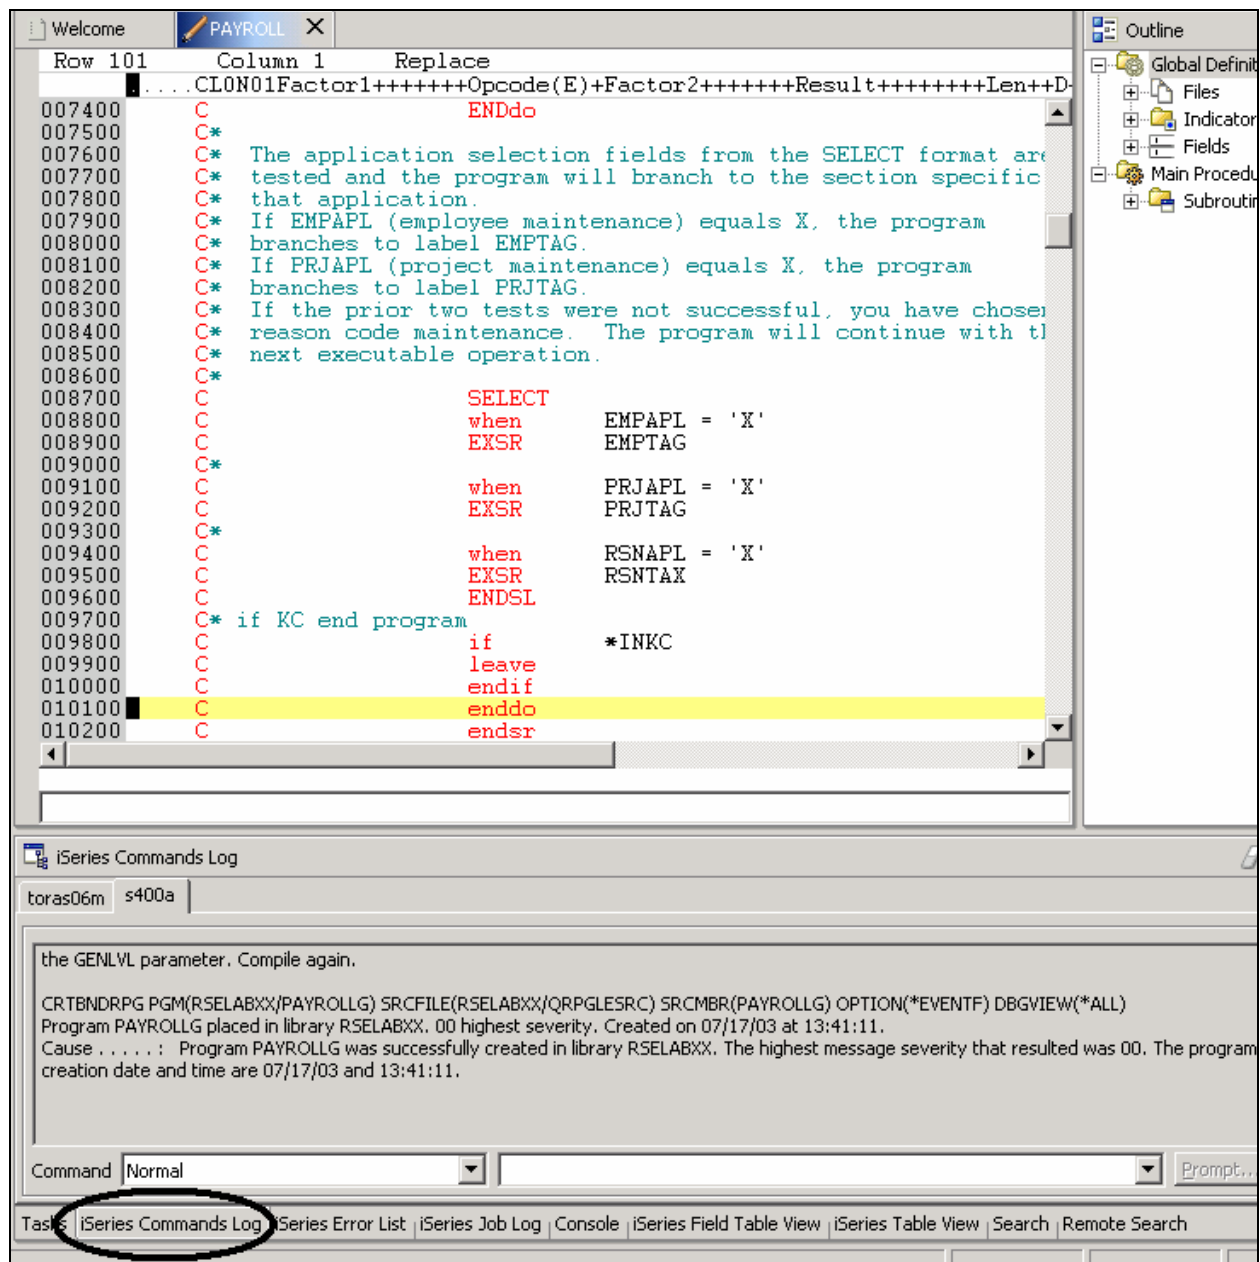 Welcome
PAYROLL X
Row 101 Column 1 Replace
.....CL0N01Factor1+++++++Opcode(E)+Factor2+++++++Result++++++++Len++D-
007400 C ENDdo
007500 C*
007600 C* The application selection fields from the SELECT format are
007700 C* tested and the program will branch to the section specific
007800 C* that application.
007900 C* If EMPAPL (employee maintenance) equals X, the program
008000 C* branches to label EMPTAG.
008100 C* If PRJAPL (project maintenance) equals X, the program
008200 C* branches to label PRJTAG.
008300 C* If the prior two tests were not successful, you have chosen
008400 C* reason code maintenance. The program will continue with th
008500 C* next executable operation.
008600 C*
008700 C SELECT
008800 C when EMPAPL = 'X'
008900 C EXSR EMPTAG
009000 C*
009100 C when PRJAPL = 'X'
009200 C EXSR PRJTAG
009300 C*
009400 C when RSNAPL = 'X'
009500 C EXSR RSNTAX
009600 C ENDSL
009700 C* if KC end program
009800 C if *INKC
009900 C leave
010000 C endif
010100 C enddo
010200 C endsr
Outline
Global Definit
Files
Indicator
Fields
Main Procedu
Subroutin
iSeries Commands Log
toras06m s400a
the GENLVL parameter. Compile again.
CRTBNDRPG PGM(RSELABXX/PAYROLLG) SRCFILE(RSELABXX/QRPGLESRC) SRCMBR(PAYROLLG) OPTION(*EVENTF) DBGVIEW(*ALL)
Program PAYROLLG placed in library RSELABXX. 00 highest severity. Created on 07/17/03 at 13:41:11.
Cause . . . . . : Program PAYROLLG was successfully created in library RSELABXX. The highest message severity that resulted was 00. The program
creation date and time are 07/17/03 and 13:41:11.
Command Normal Prompt...
Tasks iSeries Commands Log iSeries Error List iSeries Job Log Console iSeries Field Table View iSeries Table View Search Remote Search